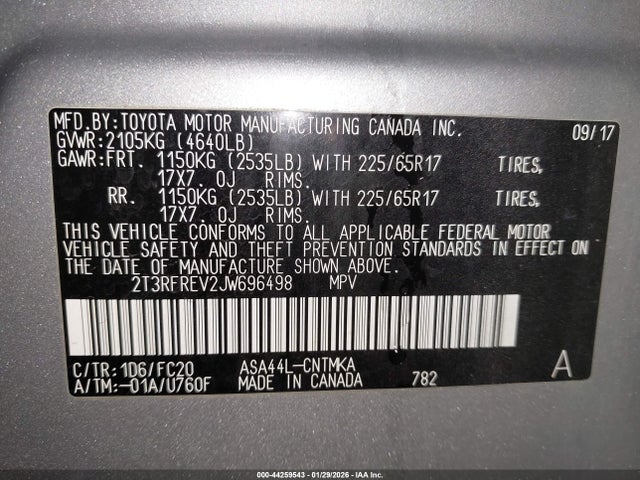 MFD.BY:TOYOTA MOTOR MANUFACTURING CANADA INC. 09/17
GVWR:2105KG (4640LB)
GAWR:FRT. 1150KG (2535LB) WITH 225/65R17 TIRES,
17X7.0J RIMS.
RR. 1150KG (2535LB) WITH 225/65R17 TIRES,
17X7.0J RIMS.
THIS VEHICLE CONFORMS TO ALL APPLICABLE FEDERAL MOTOR
VEHICLE SAFETY AND THEFT PREVENTION STANDARDS IN EFFECT ON
THE DATE OF MANUFACTURE SHOWN ABOVE.
2T3RFREV2JW696498 MPV
C/TR:1D6/FC20 ASA44L-CNTMKA A
A/TM:-01A/U760F MADE IN CANADA 782
000-44259543 | 01/29/2026 | IAA Inc.